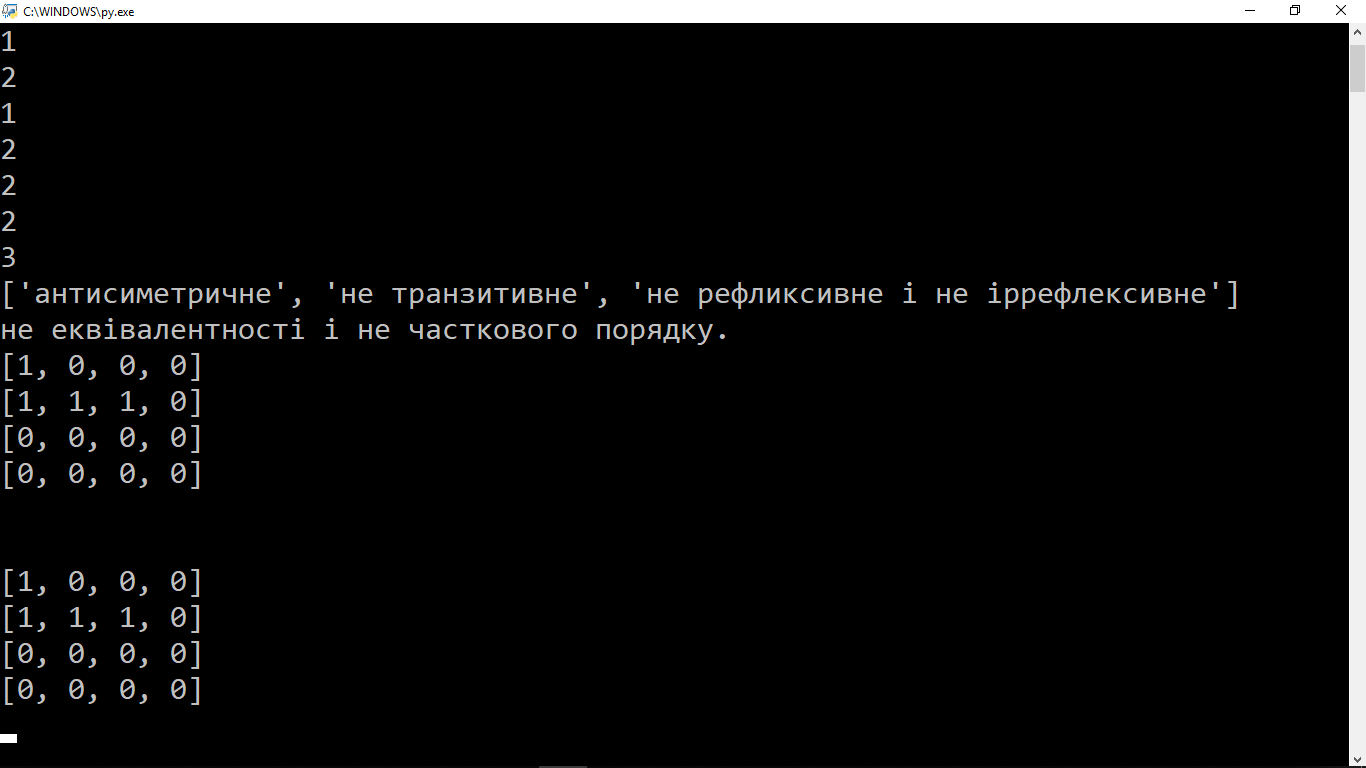 C:\WINDOWS\py.exe
1
2
1
2
2
2
3
['антисиметричне', 'не транзитивне', 'не рефликсивне і не іррефлексивне']
не еквівалентності і не часткового порядку.
[1, 0, 0, 0]
[1, 1, 1, 0]
[0, 0, 0, 0]
[0, 0, 0, 0]
[1, 0, 0, 0]
[1, 1, 1, 0]
[0, 0, 0, 0]
[0, 0, 0, 0]